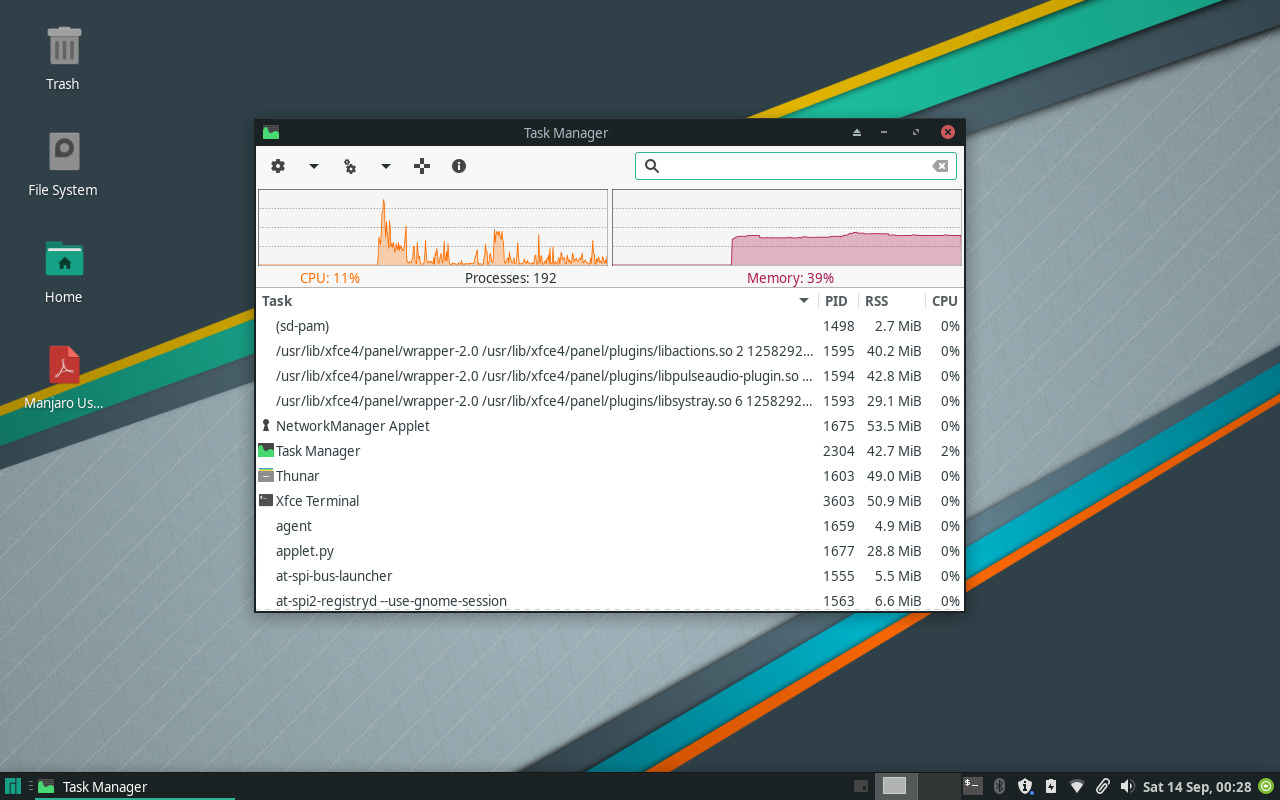 Trash
File System
Home
Manjaro Us...
Task Manager
CPU: 11% Processes: 192 Memory: 39%
Task PID RSS CPU
(sd-pam) 1498 2.7 MiB 0%
/usr/lib/xfce4/panel/wrapper-2.0 /usr/lib/xfce4/panel/plugins/libactions.so 2 1258292... 1595 40.2 MiB 0%
/usr/lib/xfce4/panel/wrapper-2.0 /usr/lib/xfce4/panel/plugins/libpulseaudio-plugin.so ... 1594 42.8 MiB 0%
/usr/lib/xfce4/panel/wrapper-2.0 /usr/lib/xfce4/panel/plugins/libsystray.so 6 1258292... 1593 29.1 MiB 0%
NetworkManager Applet 1675 53.5 MiB 0%
Task Manager 2304 42.7 MiB 2%
Thunar 1603 49.0 MiB 0%
Xfce Terminal 3603 50.9 MiB 0%
agent 1659 4.9 MiB 0%
applet.py 1677 28.8 MiB 0%
at-spi-bus-launcher 1555 5.5 MiB 0%
at-spi2-registryd --use-gnome-session 1563 6.6 MiB 0%
Task Manager Sat 14 Sep, 00:28